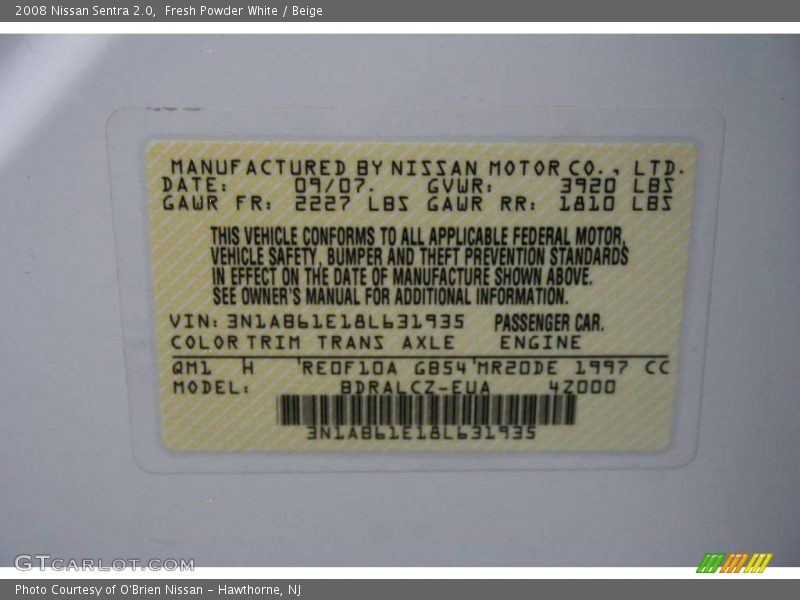 2008 Nissan Sentra 2.0, Fresh Powder White / Beige
MANUFACTURED BY NISSAN MOTOR CO., LTD.
DATE: 09/07. GVWR: 3920 LBS
GAWR FR: 2227 LBS GAWR RR: 1810 LBS
THIS VEHICLE CONFORMS TO ALL APPLICABLE FEDERAL MOTOR,
VEHICLE SAFETY, BUMPER AND THEFT PREVENTION STANDARDS
IN EFFECT ON THE DATE OF MANUFACTURE SHOWN ABOVE.
SEE OWNER'S MANUAL FOR ADDITIONAL INFORMATION.
VIN: 3N1AB61E18L631935 PASSENGER CAR.
COLOR TRIM TRANS AXLE ENGINE
QM1 H 'RE0F10A GB54'MR20DE 1997 CC
MODEL: BDRALCZ-EUA 4Z000
3N1AB61E18L631935
GTCARLOT.COM
Photo Courtesy of O'Brien Nissan - Hawthorne, NJ